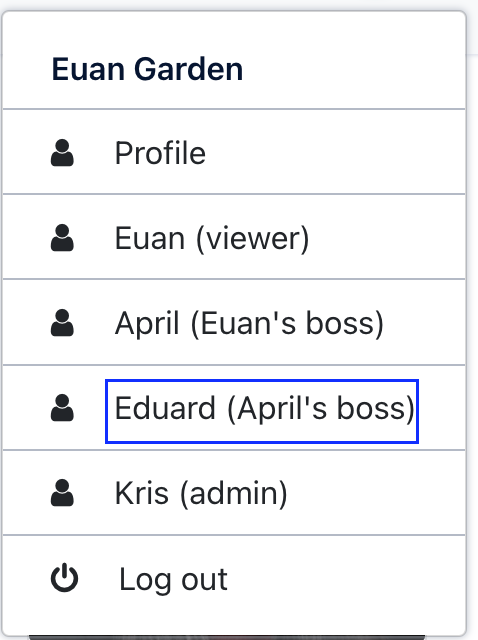 Euan Garden
Profile
Euan (viewer)
April (Euan's boss)
Eduard (April's boss)
Kris (admin)
Log out